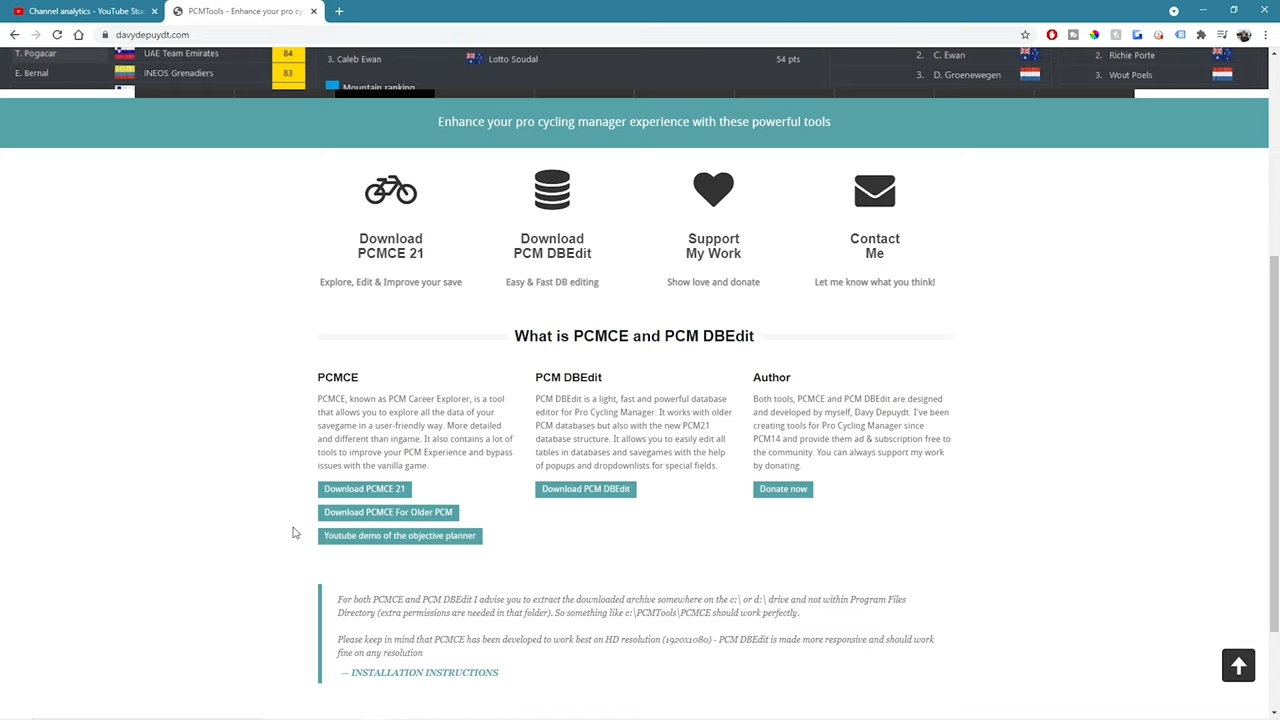 Channel analytics - YouTube Stu
PCMTools - Enhance your pro cy
davydepuydt.com
T. Pogacar UAE Team Emirates 84
E. Bernal INEOS Grenadiers 83
3. Caleb Ewan Lotto Soudal 54 pts
Mountain ranking
2. C. Ewan
3. D. Groenewegen
2. Richie Porte
3. Wout Poels
Enhance your pro cycling manager experience with these powerful tools
Download
PCMCE 21
Explore, Edit & Improve your save
Download
PCM DBEdit
Easy & Fast DB editing
Support
My Work
Show love and donate
Contact
Me
Let me know what you think!
What is PCMCE and PCM DBEdit
PCMCE
PCMCE, known as PCM Career Explorer, is a tool
that allows you to explore all the data of your
savegame in a user-friendly way. More detailed
and different than ingame. It also contains a lot of
tools to improve your PCM Experience and bypass
issues with the vanilla game.
Download PCMCE 21
Download PCMCE For Older PCM
Youtube demo of the objective planner
PCM DBEdit
PCM DBEdit is a light, fast and powerful database
editor for Pro Cycling Manager. It works with older
PCM databases but also with the new PCM21
database structure. It allows you to easily edit all
tables in databases and savegames with the help
of popups and dropdownlists for special fields.
Download PCM DBEdit
Author
Both tools, PCMCE and PCM DBEdit are designed
and developed by myself, Davy Depuydt. I've been
creating tools for Pro Cycling Manager since
PCM14 and provide them ad & subscription free to
the community. You can always support my work
by donating.
Donate now
For both PCMCE and PCM DBEdit I advise you to extract the downloaded archive somewhere on the c:\ or d:\ drive and not within Program Files
Directory (extra permissions are needed in that folder). So something like c:\PCMTools\PCMCE should work perfectly.
Please keep in mind that PCMCE has been developed to work best on HD resolution (1920x1080) - PCM DBEdit is made more responsive and should work
fine on any resolution
— INSTALLATION INSTRUCTIONS